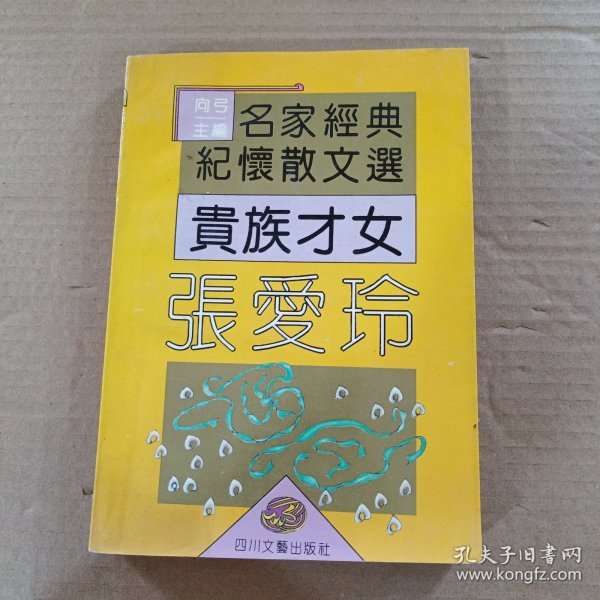 向弓
主編
名家經典
紀懷散文選
貴族才女
張愛玲
四川文藝出版社
孔夫子旧书网
www.kongfz.com